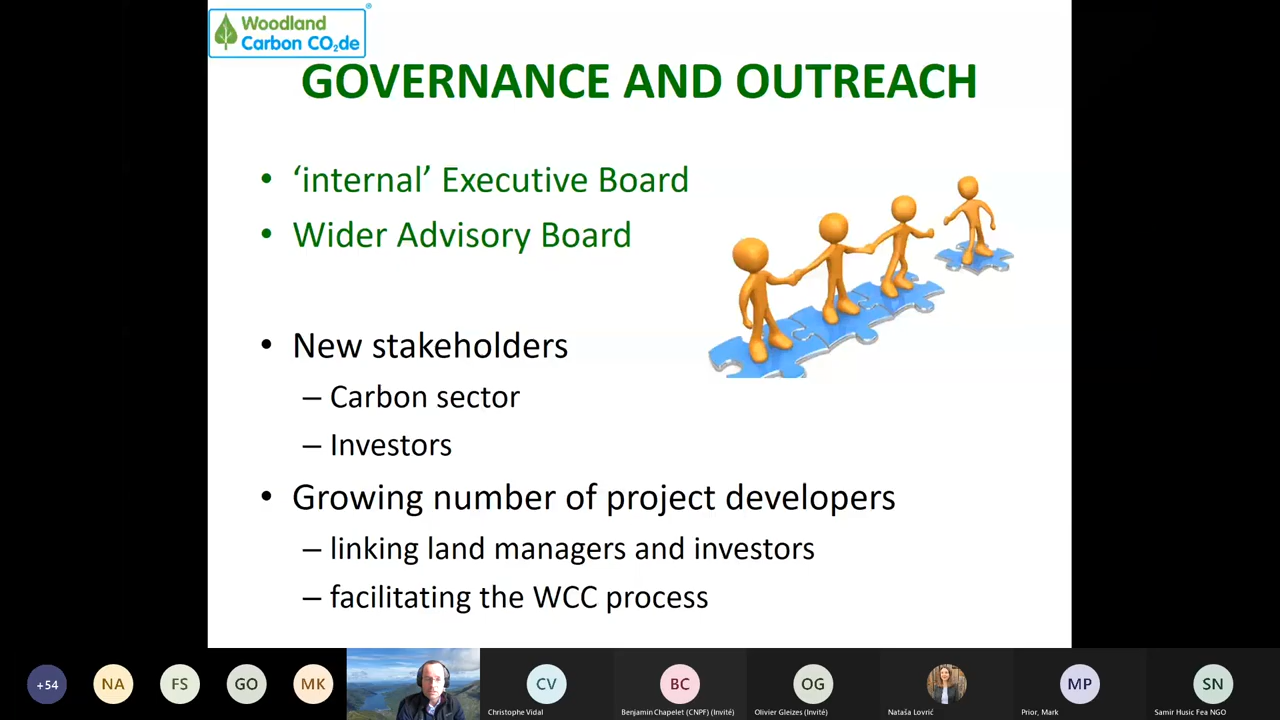 Woodland
Carbon CO₂de
®
GOVERNANCE AND OUTREACH
• ‘internal’ Executive Board
• Wider Advisory Board
• New stakeholders
– Carbon sector
– Investors
• Growing number of project developers
– linking land managers and investors
– facilitating the WCC process
+54
NA
FS
GO
MK
CV
BC
OG
MP
SN
Christophe Vidal
Benjamin Chapelet (CNPF) (Invité)
Olivier Gleizes (Invité)
Nataša Lovrić
Prior, Mark
Samir Husic Fea NGO